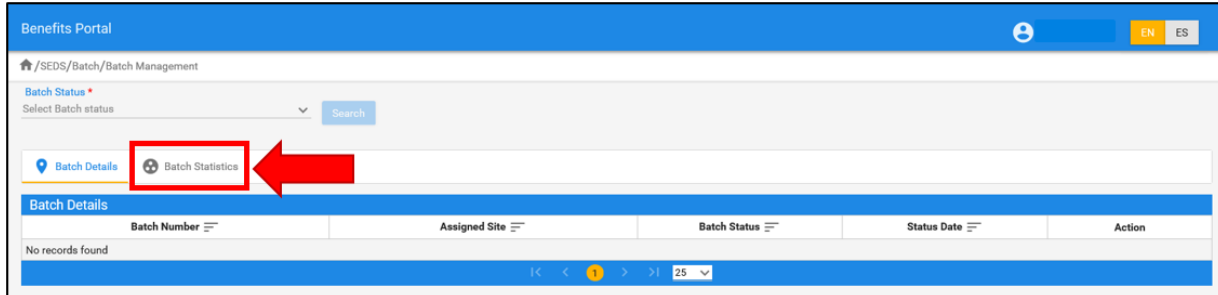 Benefits Portal
EN ES
/SEDS/Batch/Batch Management
Batch Status *
Select Batch status
Search
Batch Details Batch Statistics
Batch Details
Batch Number Assigned Site Batch Status Status Date Action
No records found
1 25